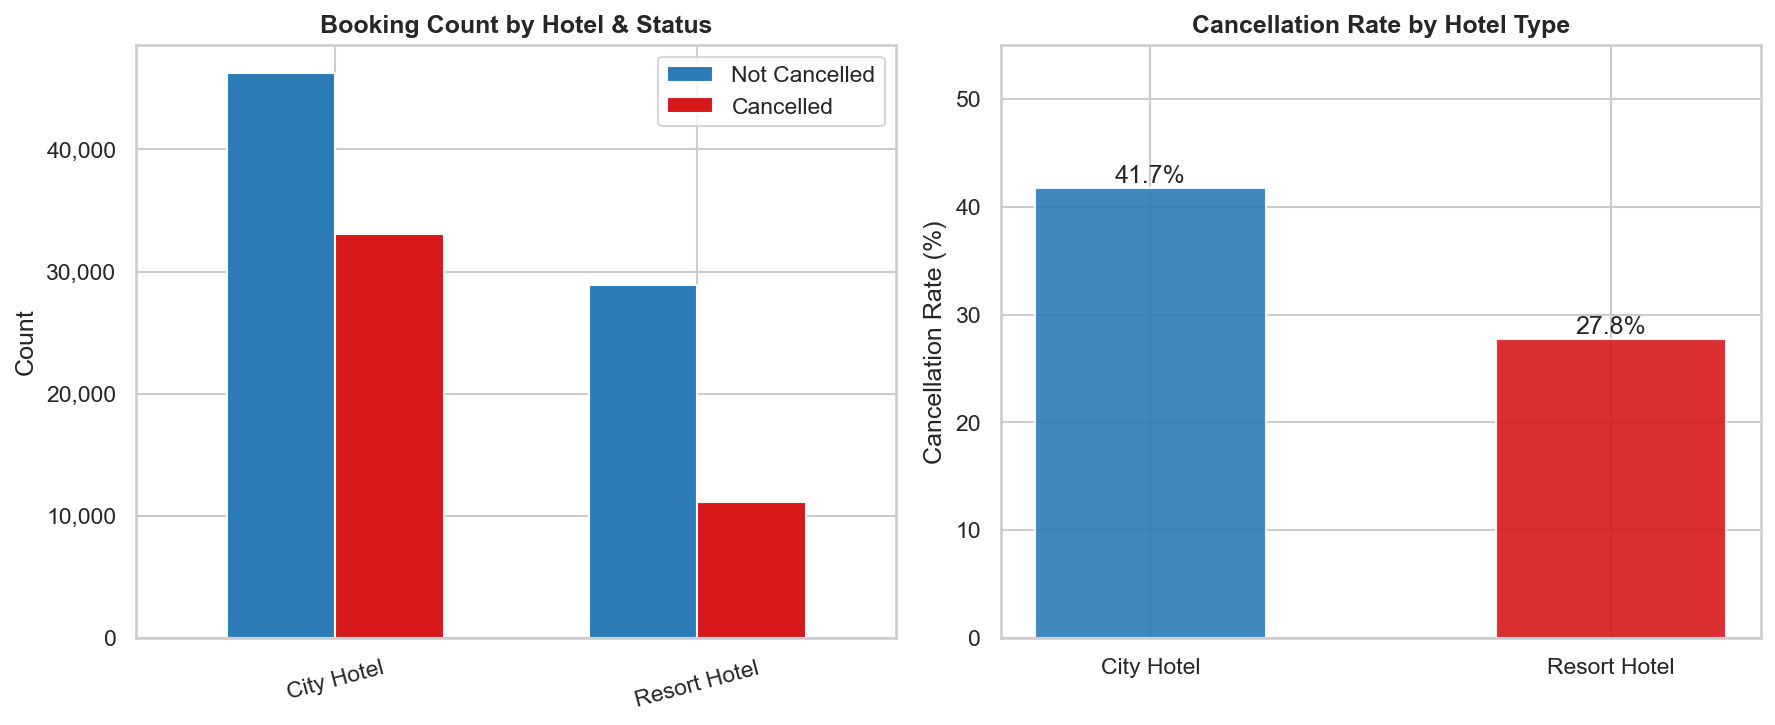 Booking Count by Hotel & Status
Not Cancelled
Cancelled
Count
40,000
30,000
20,000
10,000
0
City Hotel
Resort Hotel
Cancellation Rate by Hotel Type
Cancellation Rate (%)
50
40
30
20
10
0
41.7%
27.8%
City Hotel
Resort Hotel